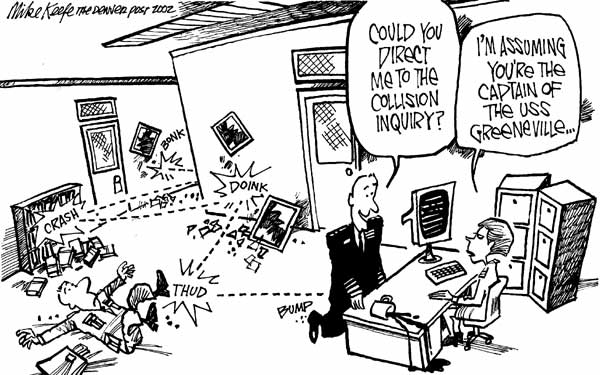 Mike Keefe THE DENVER POST 2002
COULD YOU
DIRECT
ME TO THE
COLLISION
INQUIRY?
I'M ASSUMING
YOU'RE THE
CAPTAIN OF
THE USS
GREENEVILLE...
BONK
DOINK
CRASH
THUD
BUMP